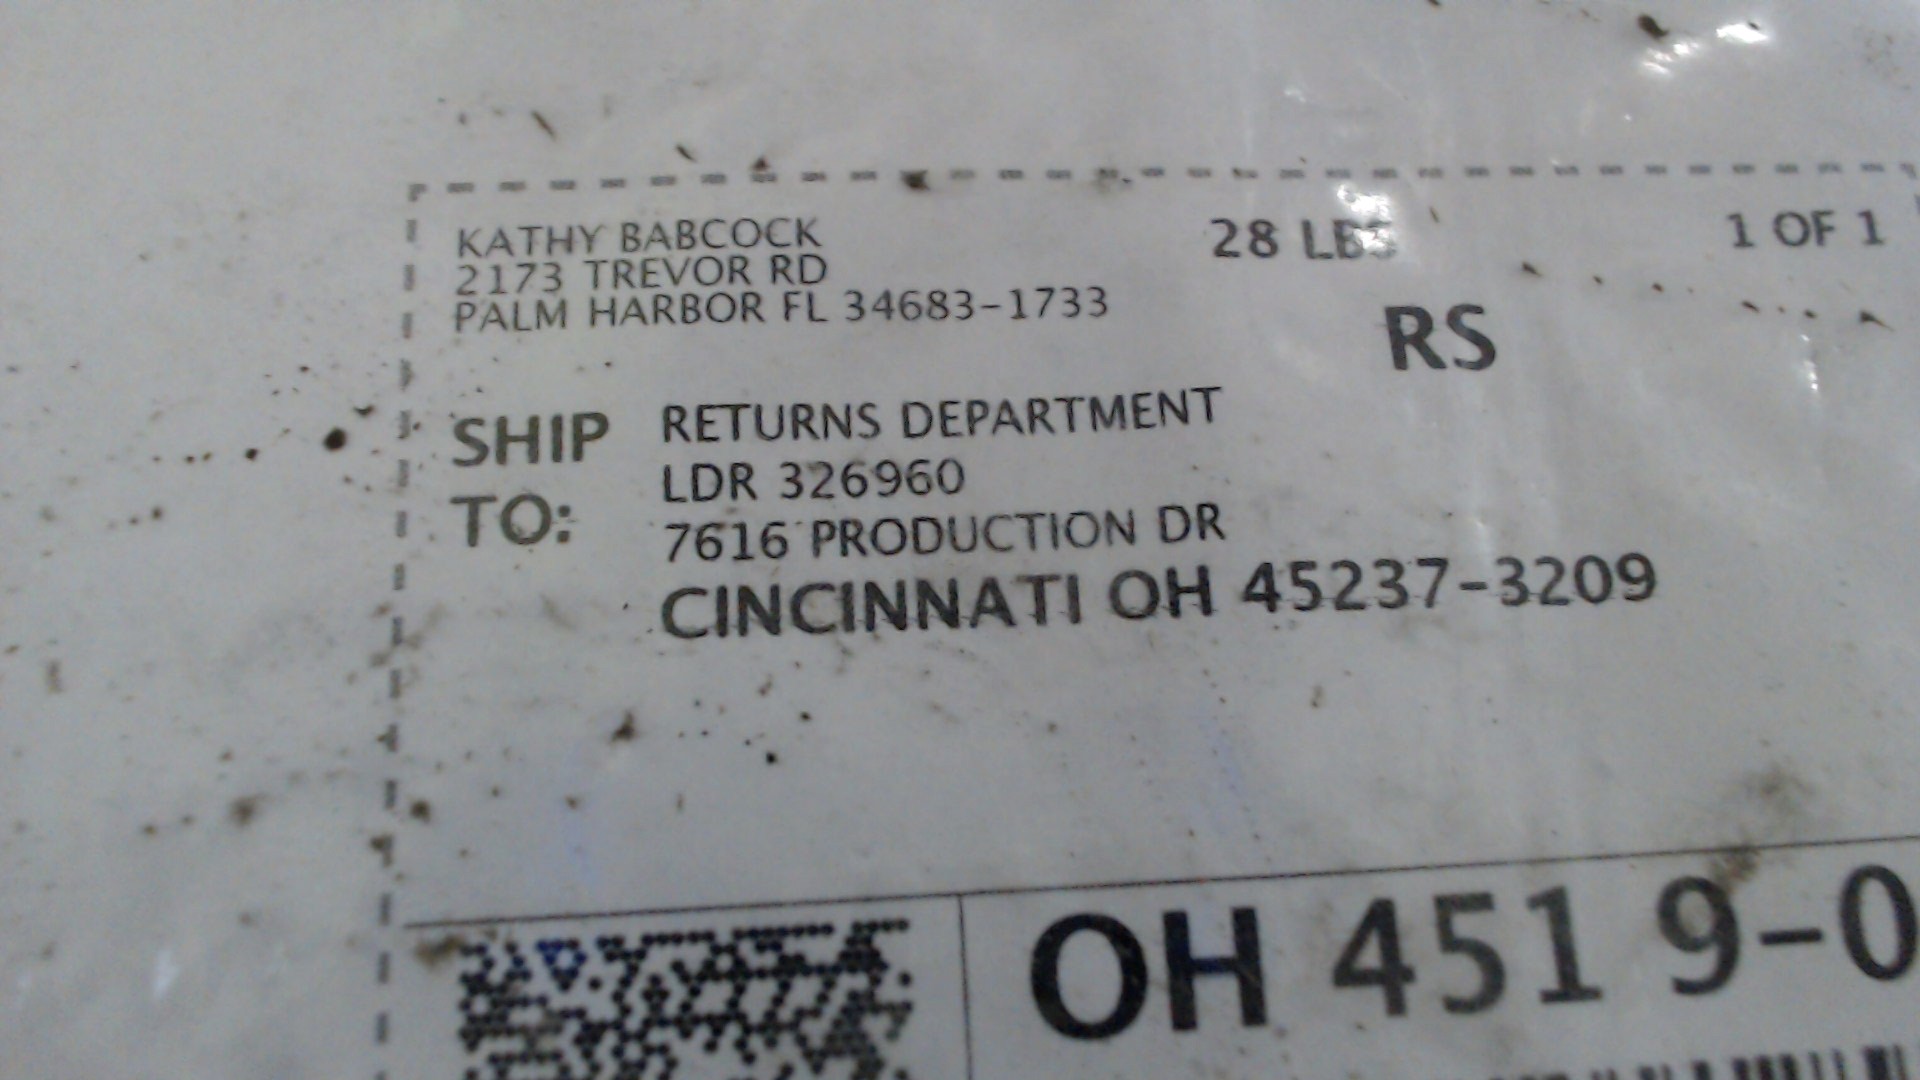 KATHY BABCOCK
2173 TREVOR RD
PALM HARBOR FL 34683-1733
28 LBS
1 OF 1
RS
SHIP TO:
RETURNS DEPARTMENT
LDR 326960
7616 PRODUCTION DR
CINCINNATI OH 45237-3209
OH 451 9-0